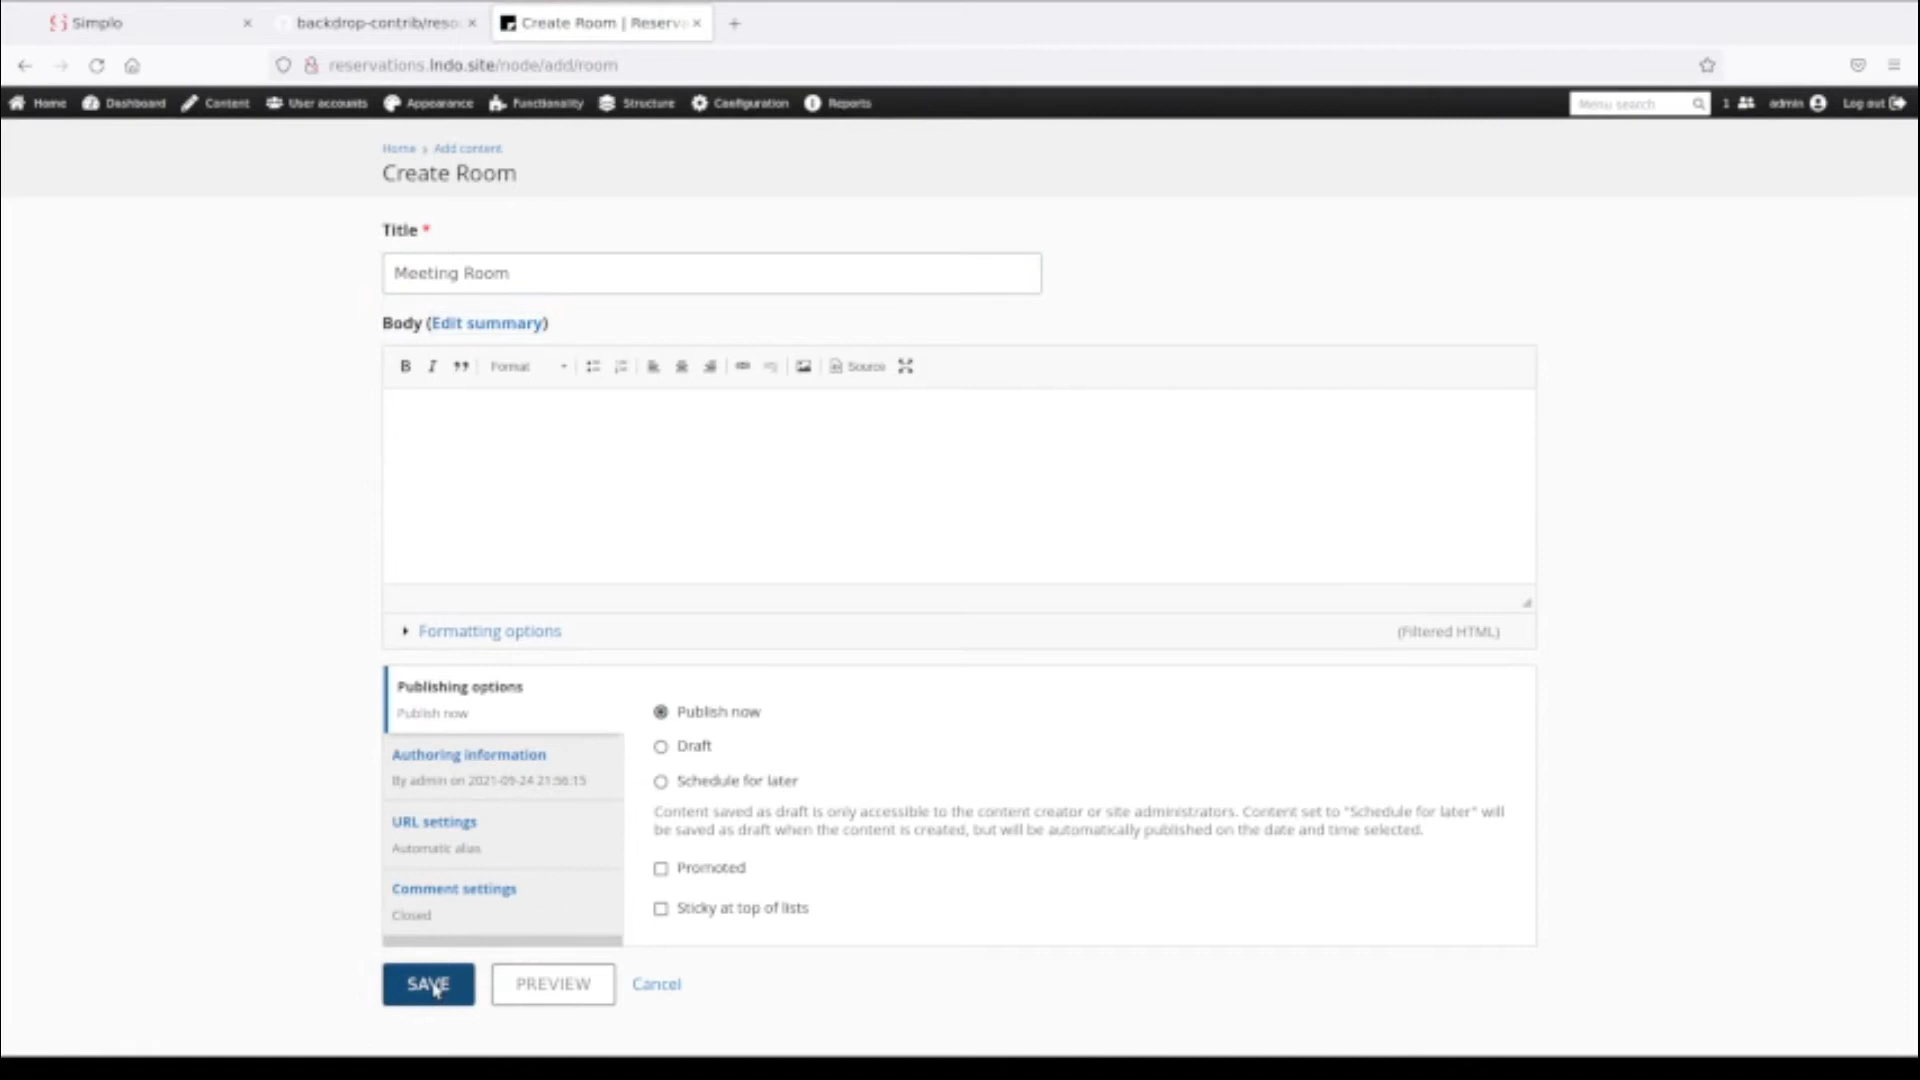 Simplo
backdrop-contrib/reso
Create Room | Reserva
reservations.lndo.site/node/add/room
Home Dashboard Content User accounts Appearance Functionality Structure Configuration Reports Menu search 1 admin Log out
Home › Add content
Create Room
Title *
Meeting Room
Body (Edit summary)
B I Format Source
Formatting options (Filtered HTML)
Publishing options
Publish now
Authoring information
By admin on 2021-09-24 21:56:15
URL settings
Automatic alias
Comment settings
Closed
Publish now
Draft
Schedule for later
Content saved as draft is only accessible to the content creator or site administrators. Content set to "Schedule for later" will
be saved as draft when the content is created, but will be automatically published on the date and time selected.
Promoted
Sticky at top of lists
SAVE PREVIEW Cancel